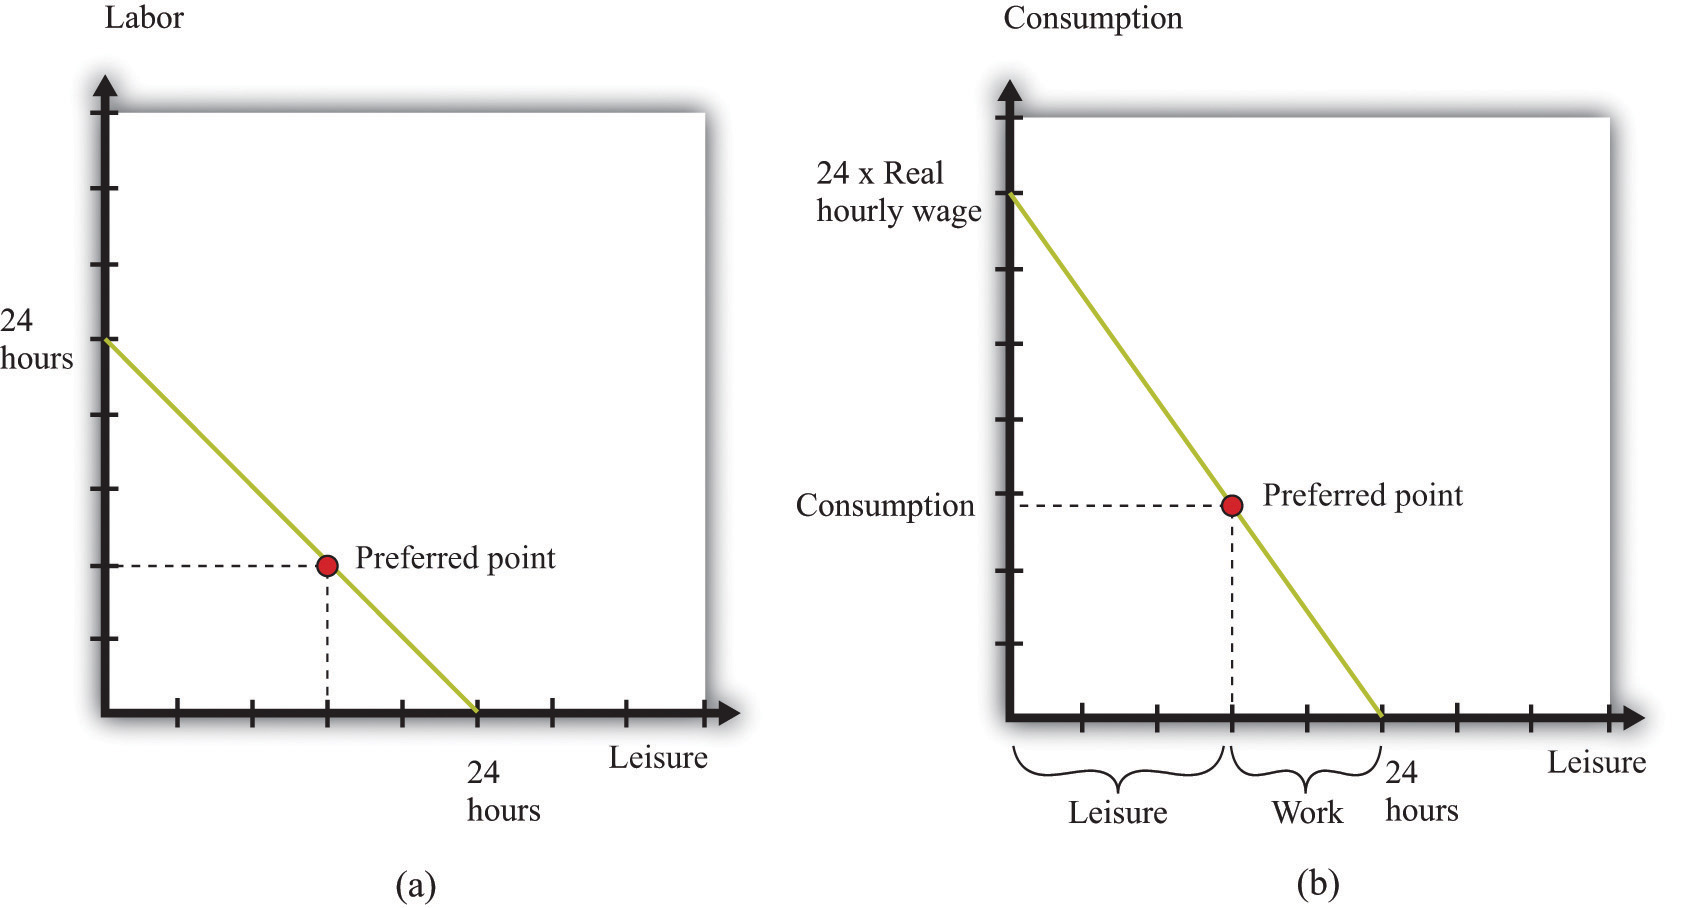 Labor
24
hours
Preferred point
Leisure
24
hours
(a)
Consumption
24 x Real
hourly wage
Consumption
Preferred point
Leisure
24
hours
Leisure
Work
(b)